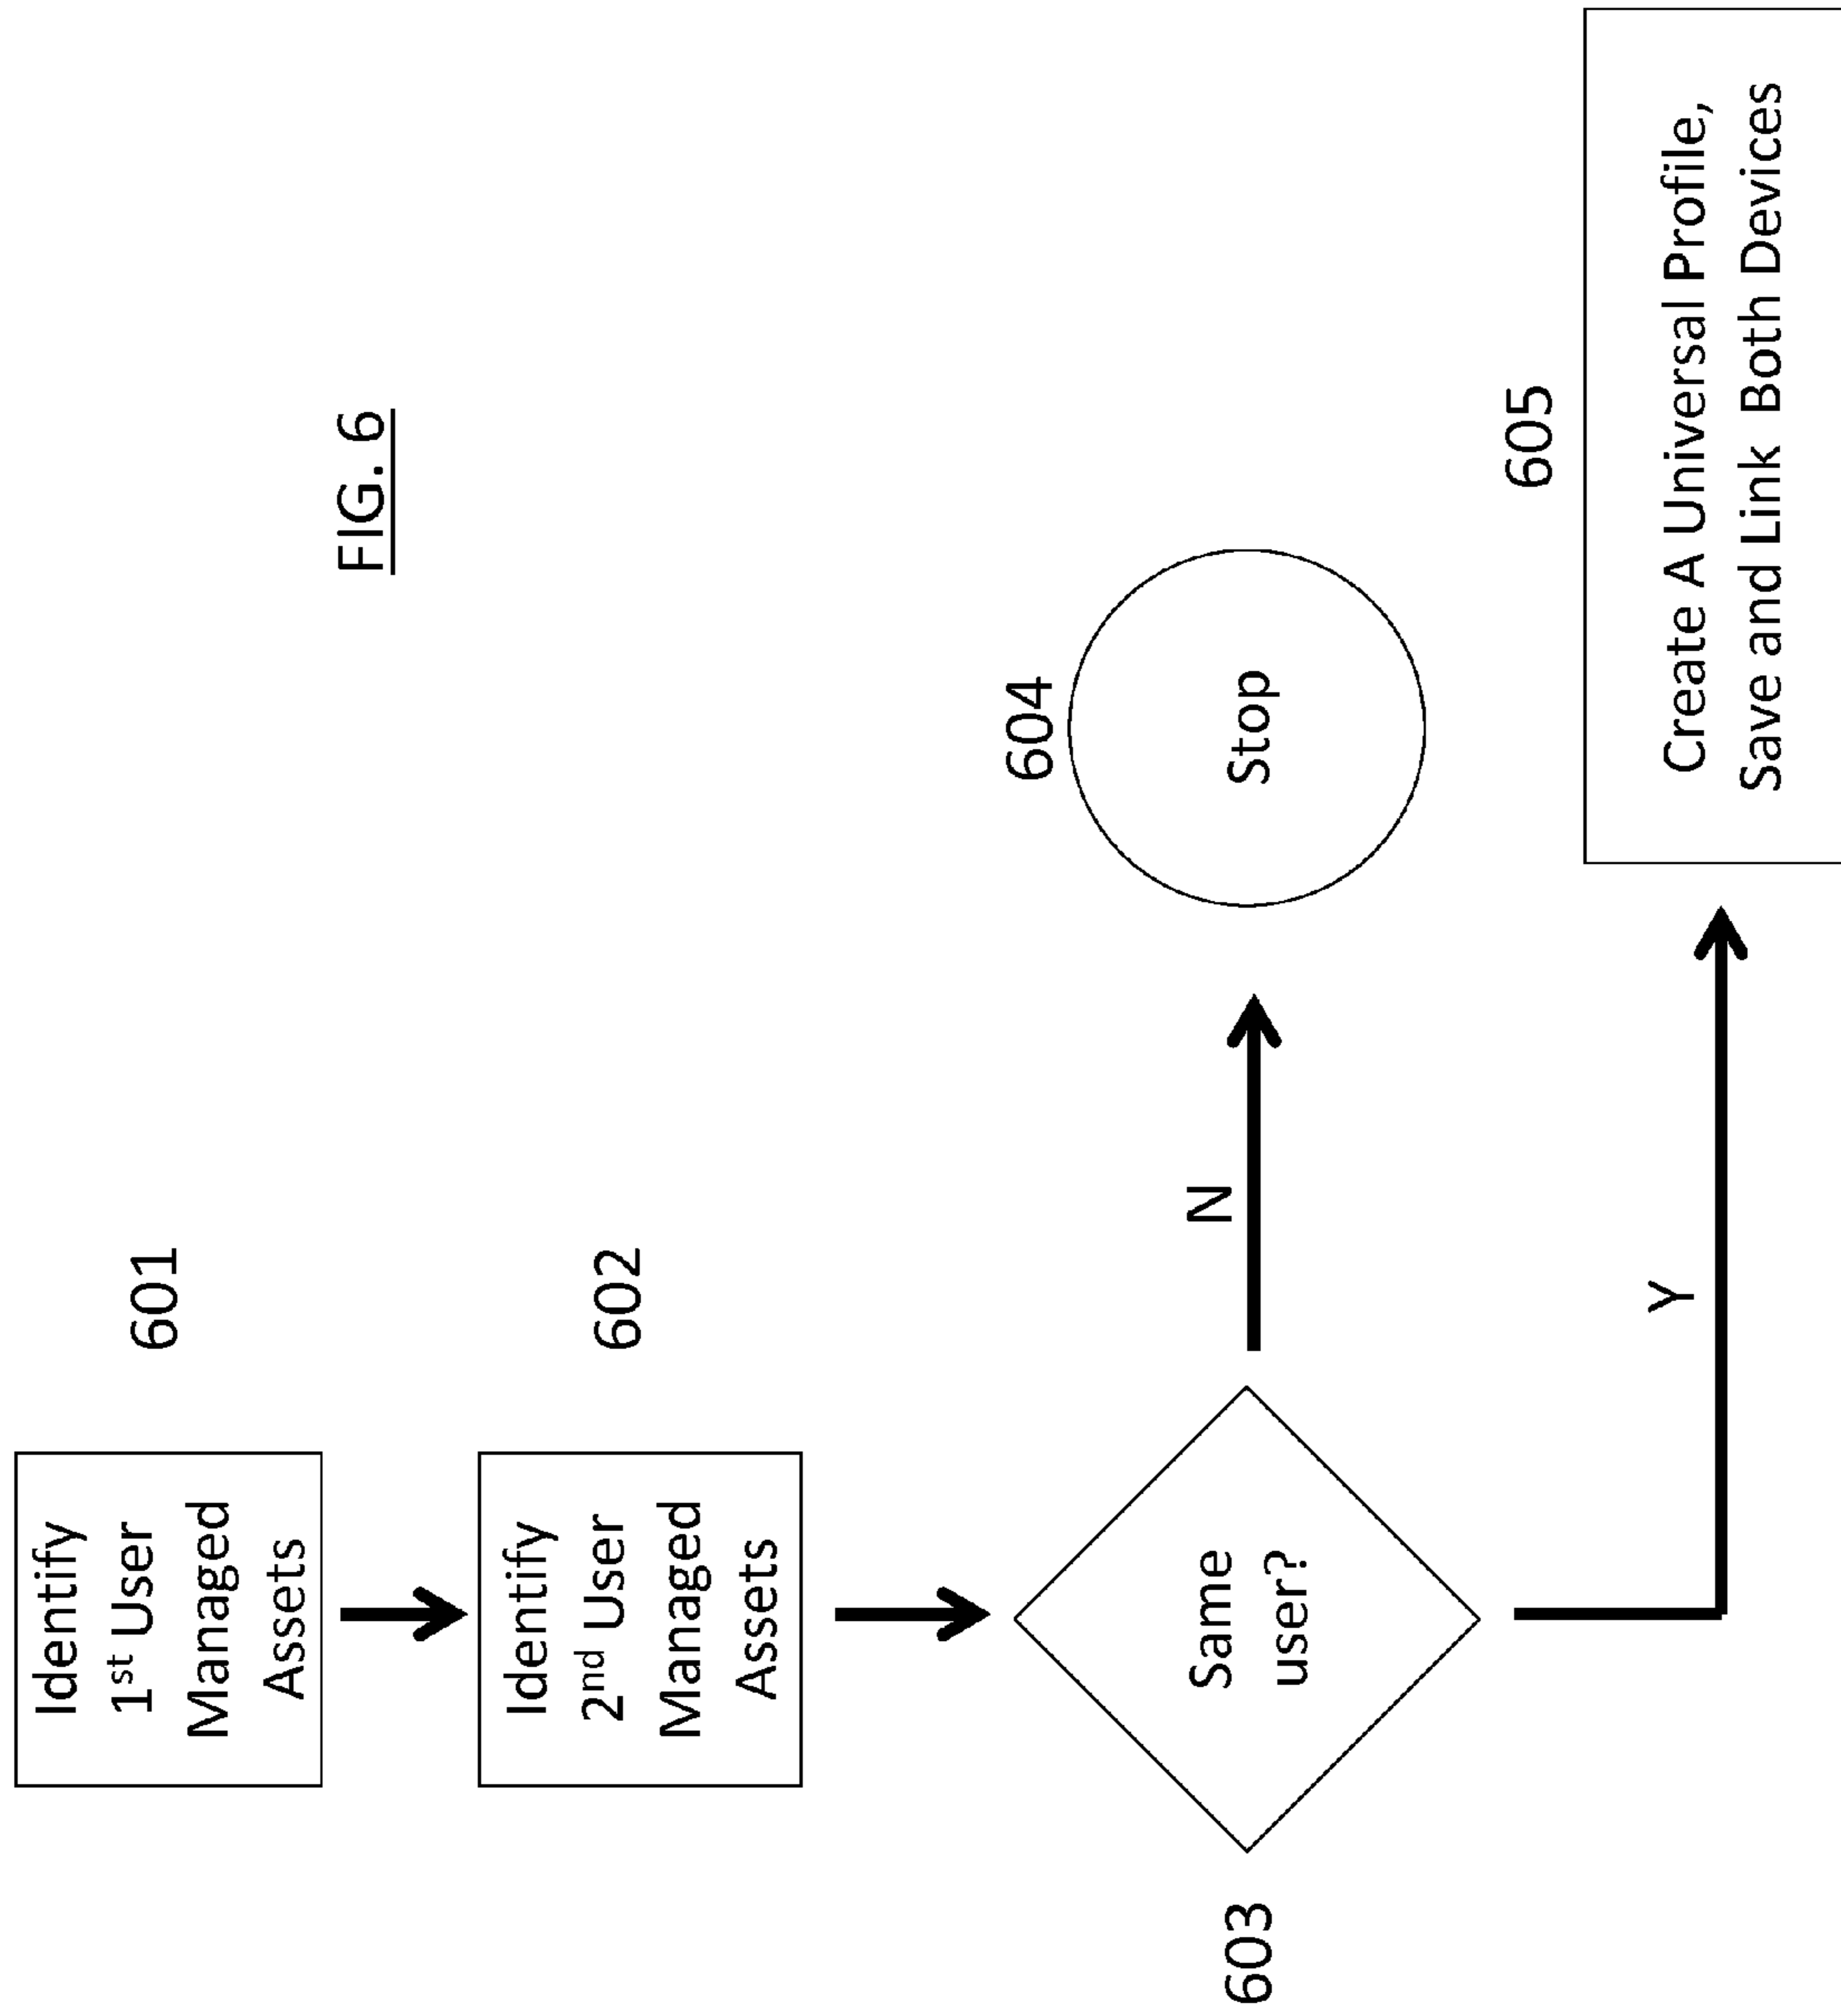 FIG. 6
Identify
1st User
Managed
Assets
601
Identify
2nd User
Managed
Assets
602
603
Same
user?
N
604
Stop
Y
605
Create A Universal Profile,
Save and Link Both Devices